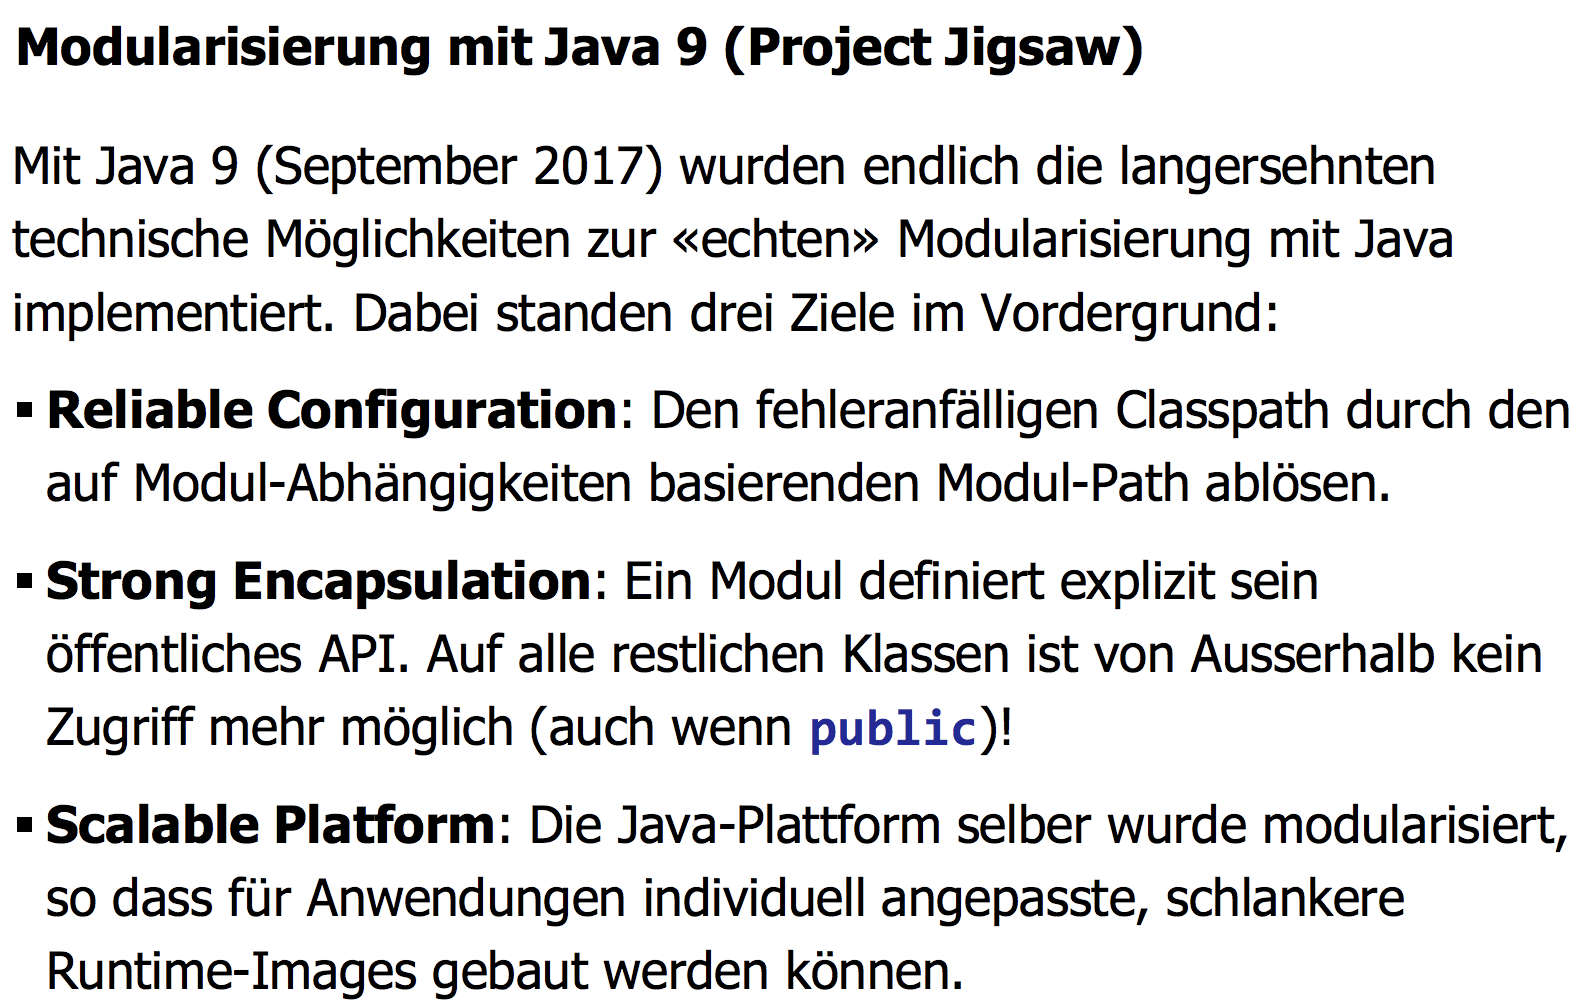 Modularisierung mit Java 9 (Project Jigsaw)
Mit Java 9 (September 2017) wurden endlich die langersehnten
technische Möglichkeiten zur «echten» Modularisierung mit Java
implementiert. Dabei standen drei Ziele im Vordergrund:
▪ Reliable Configuration: Den fehleranfälligen Classpath durch den
auf Modul-Abhängigkeiten basierenden Modul-Path ablösen.
▪ Strong Encapsulation: Ein Modul definiert explizit sein
öffentliches API. Auf alle restlichen Klassen ist von Ausserhalb kein
Zugriff mehr möglich (auch wenn public)!
▪ Scalable Platform: Die Java-Plattform selber wurde modularisiert,
so dass für Anwendungen individuell angepasste, schlankere
Runtime-Images gebaut werden können.